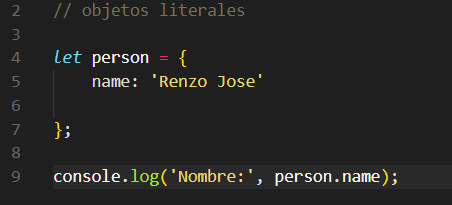 2 // objetos literales
3
4 let person = {
5 name: 'Renzo Jose'
6
7 };
8
9 console.log('Nombre:', person.name);